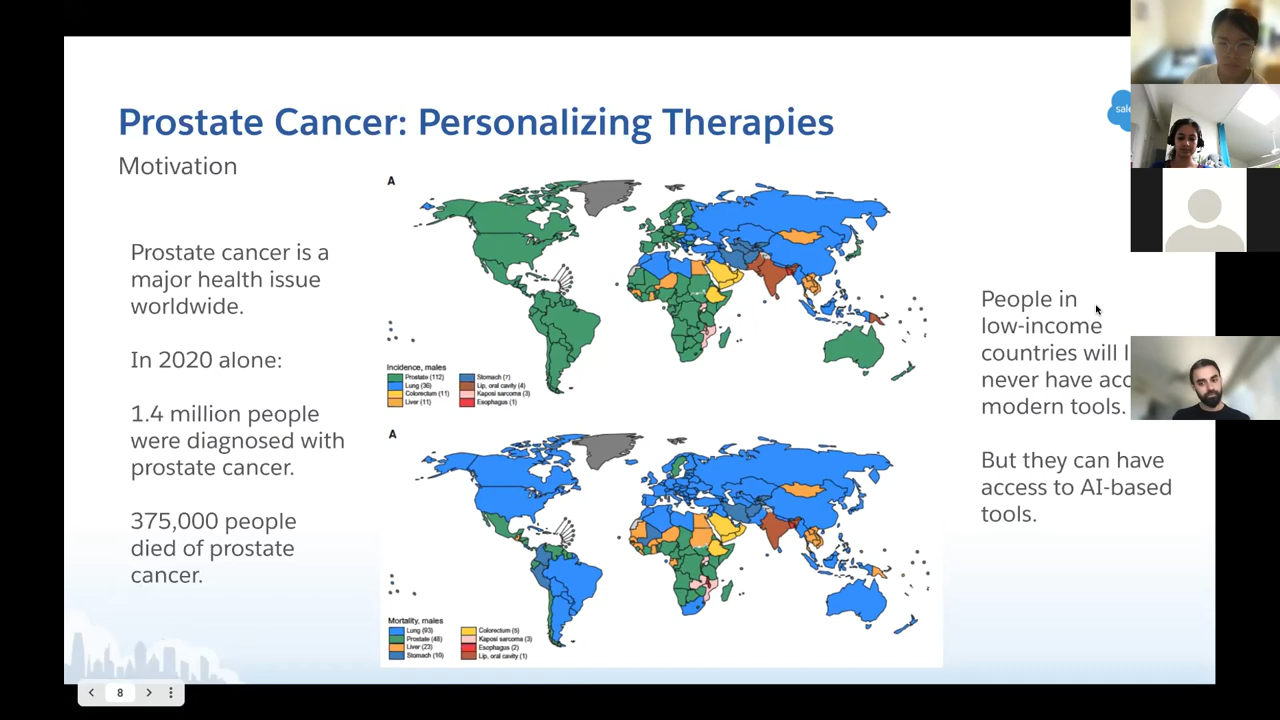 Prostate Cancer: Personalizing Therapies
sale
Motivation
Prostate cancer is a
major health issue
worldwide.
In 2020 alone:
1.4 million people
were diagnosed with
prostate cancer.
375,000 people
died of prostate
cancer.
A
Incidence, males
Prostate (112)
Lung (36)
Colorectum (11)
Liver (11)
Stomach (7)
Lip, oral cavity (4)
Kaposi sarcoma (3)
Esophagus (1)
A
Mortality, males
Lung (93)
Prostate (48)
Liver (23)
Stomach (10)
Colorectum (5)
Kaposi sarcoma (3)
Esophagus (2)
Lip, oral cavity (1)
People in
low-income
countries will
never have
modern tools.
But they can have
access to AI-based
tools.
8